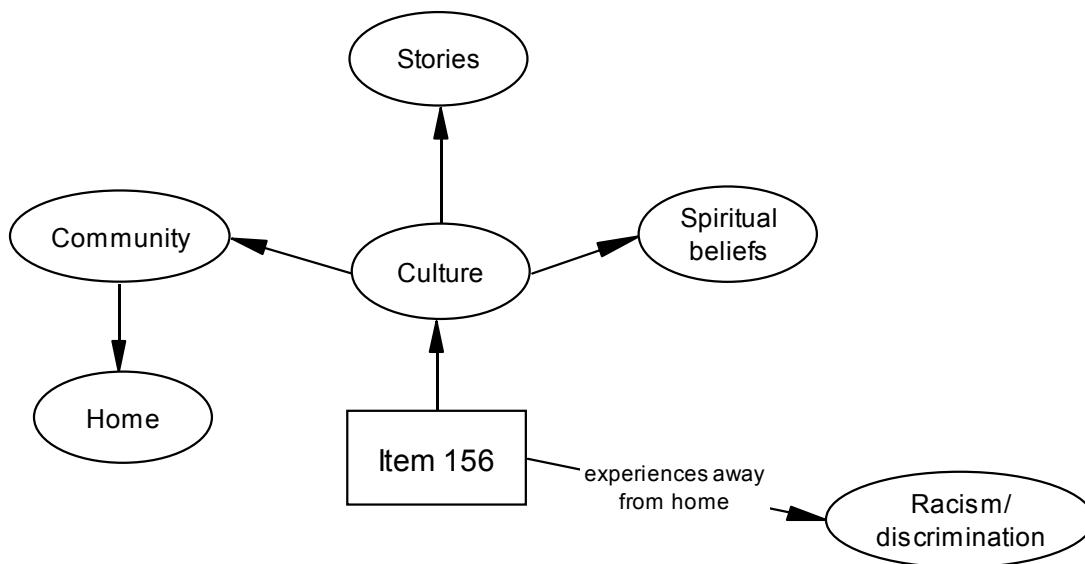 Stories
Community
Culture
Spiritual
beliefs
Home
Item 156
experiences away
from home
Racism/
discrimination